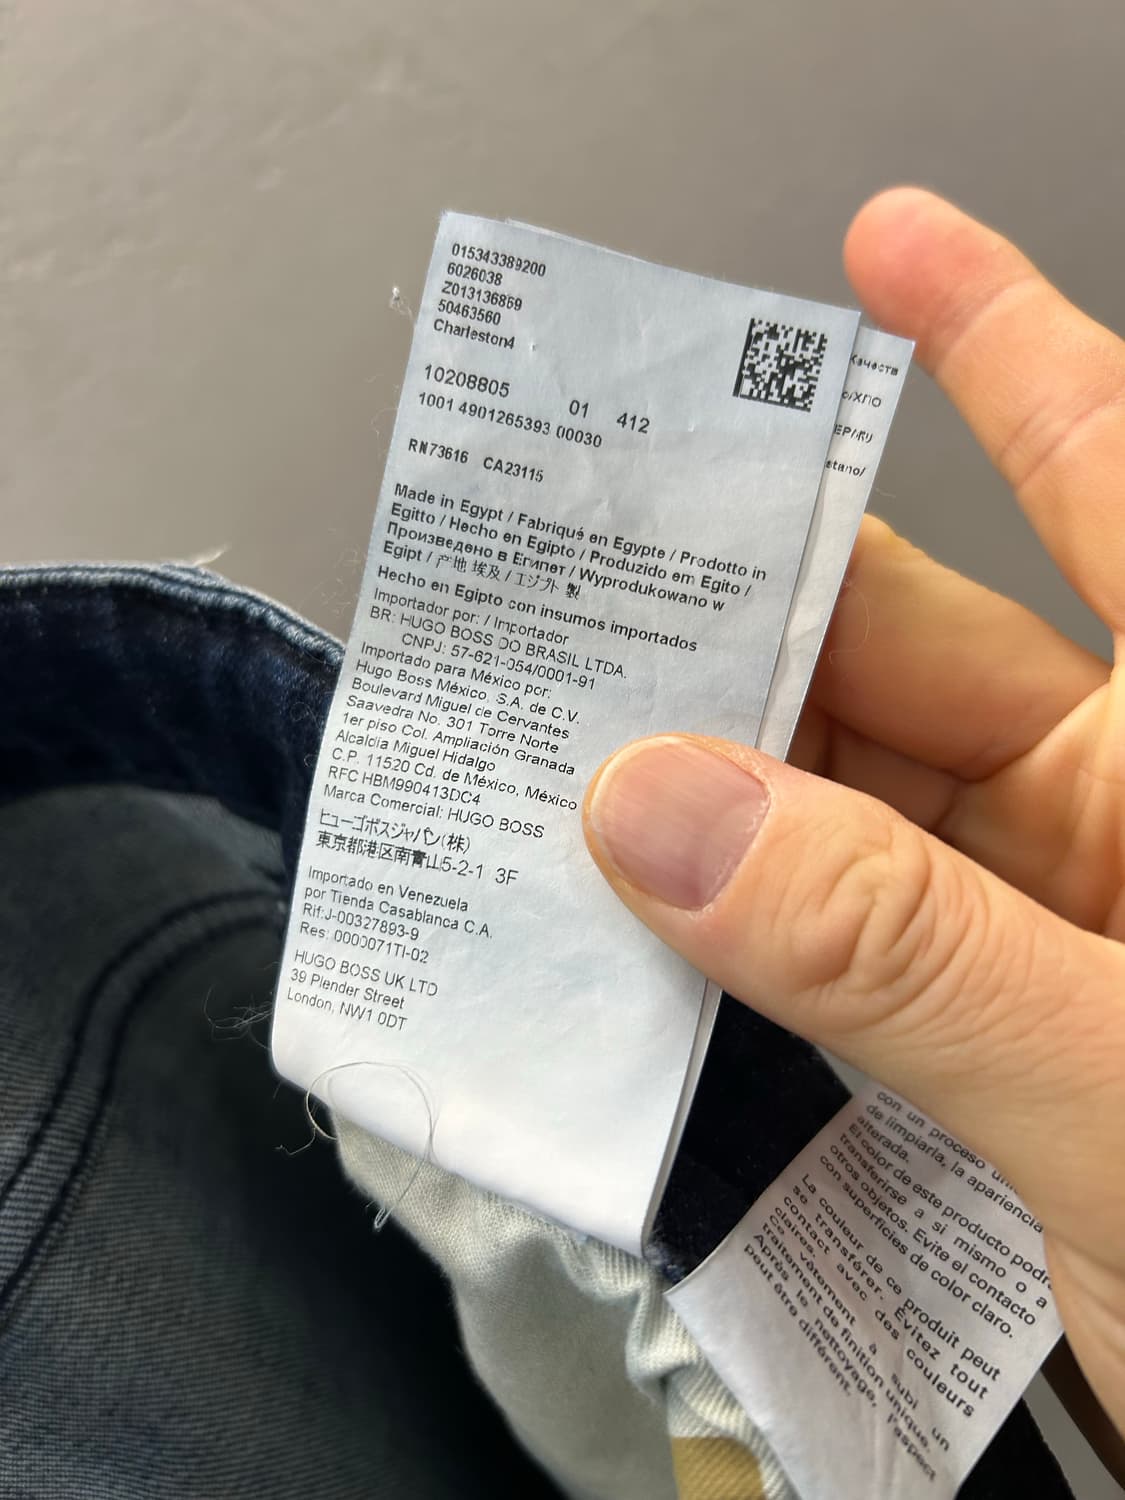 015343389200
6026038
Z013136869
50463560
Charleston4
10208805 01 412
1001 4901265393 00030
RN73616 CA23115
Made in Egypt / Fabriqué en Egypte / Prodotto in
Egitto / Hecho en Egipto / Produzido em Egito /
Произведено в Египет / Wyprodukowano w
Egipt / 产地 埃及 / エジプト 製
Hecho en Egipto con insumos importados
Importador por: / Importador
BR: HUGO BOSS DO BRASIL LTDA.
CNPJ: 57-621-054/0001-91
Importado para México por:
Hugo Boss México, S.A. de C.V.
Boulevard Miguel de Cervantes
Saavedra No. 301 Torre Norte
1er piso Col. Ampliación Granada
Alcaldía Miguel Hidalgo
C.P. 11520 Cd. de México, México
RFC HBM990413DC4
Marca Comercial: HUGO BOSS
ヒューゴボスジャパン(株)
東京都港区南青山5-2-1 3F
Importado en Venezuela
por Tienda Casablanca C.A.
Rif:J-00327893-9
Res: 0000071TI-02
HUGO BOSS UK LTD
39 Plender Street
London, NW1 0DT
con un proceso
de limpiarla, la apariencia
alterada.
El color de este producto podr
transferirse a si mismo o a
otros objetos. Evite el contacto
con superficies de color claro.
La couleur de ce produit peut
se transférer. Évitez tout
contact avec des couleurs
claires.
Ce vêtement a subi un
traitement de finition unique.
Après le nettoyage, l'aspect
peut être différent.